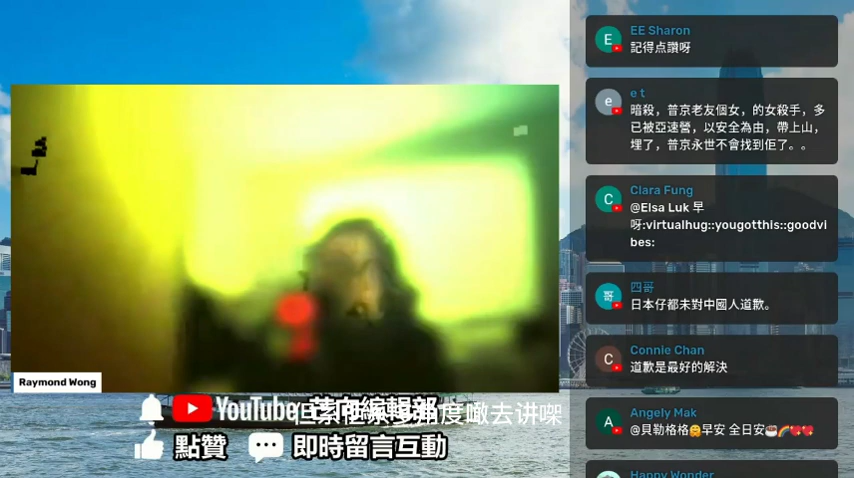 EE Sharon
記得点讚呀
e t
暗殺，普京老友個女，的女殺手，多
已被亞速營，以安全為由，帶上山，
埋了，普京永世不會找到佢了。。
Clara Fung
@Elsa Luk 早
呀:virtualhug::yougotthis::goodvi
bes:
四哥
日本仔都未對中國人道歉。
Connie Chan
道歉是最好的解決
Angely Mak
@貝勒格格🤗早安 全日安☕🌈💖💖
Happy Wonder
Raymond Wong
YouTube
度噉去讲㗎
點贊
即時留言互動